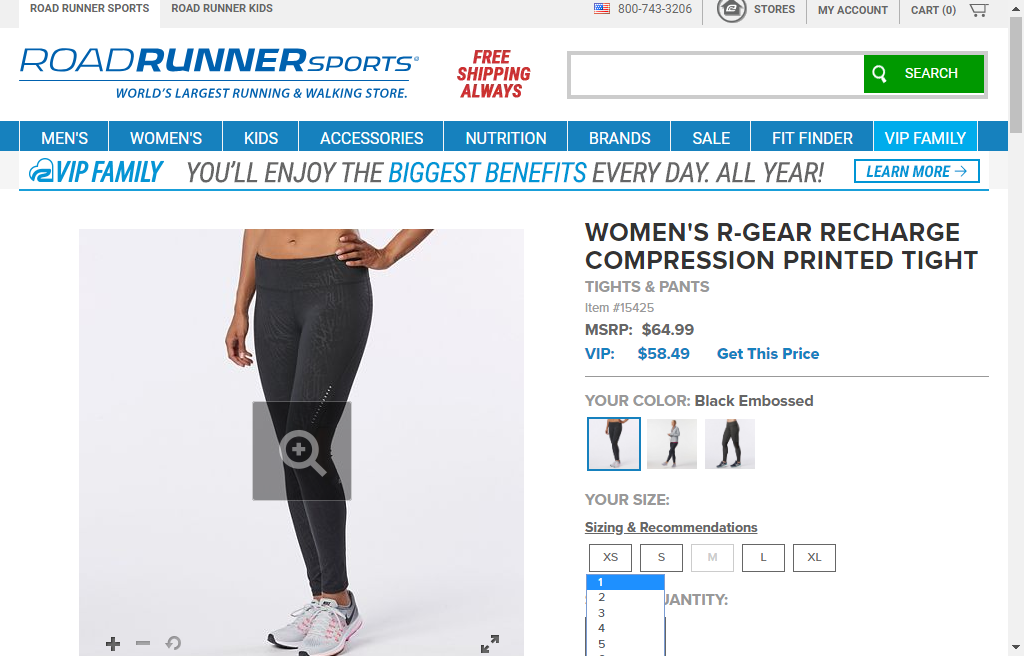 ROAD RUNNER SPORTS
ROAD RUNNER KIDS
800-743-3206
STORES
MY ACCOUNT
CART (0)
ROADRUNNERSPORTS®
WORLD'S LARGEST RUNNING & WALKING STORE.
FREE
SHIPPING
ALWAYS
SEARCH
MEN'S
WOMEN'S
KIDS
ACCESSORIES
NUTRITION
BRANDS
SALE
FIT FINDER
VIP FAMILY
VIP FAMILY
YOU'LL ENJOY THE BIGGEST BENEFITS EVERY DAY. ALL YEAR!
LEARN MORE →
WOMEN'S R-GEAR RECHARGE
COMPRESSION PRINTED TIGHT
TIGHTS & PANTS
Item #15425
MSRP: $64.99
VIP: $58.49 Get This Price
YOUR COLOR: Black Embossed
YOUR SIZE:
Sizing & Recommendations
XS
S
M
L
XL
1
2
UANTITY:
3
4
5